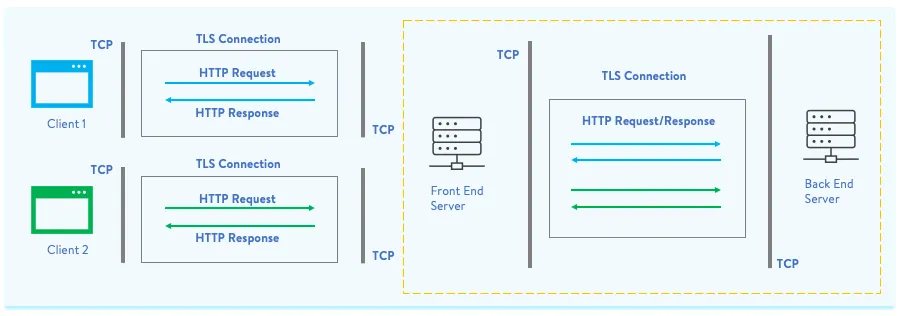 TCP
TLS Connection
HTTP Request
HTTP Response
Client 1
TCP
TCP
TLS Connection
HTTP Request
HTTP Response
Client 2
TCP
Front End
Server
TCP
TLS Connection
HTTP Request/Response
Back End
Server
TCP